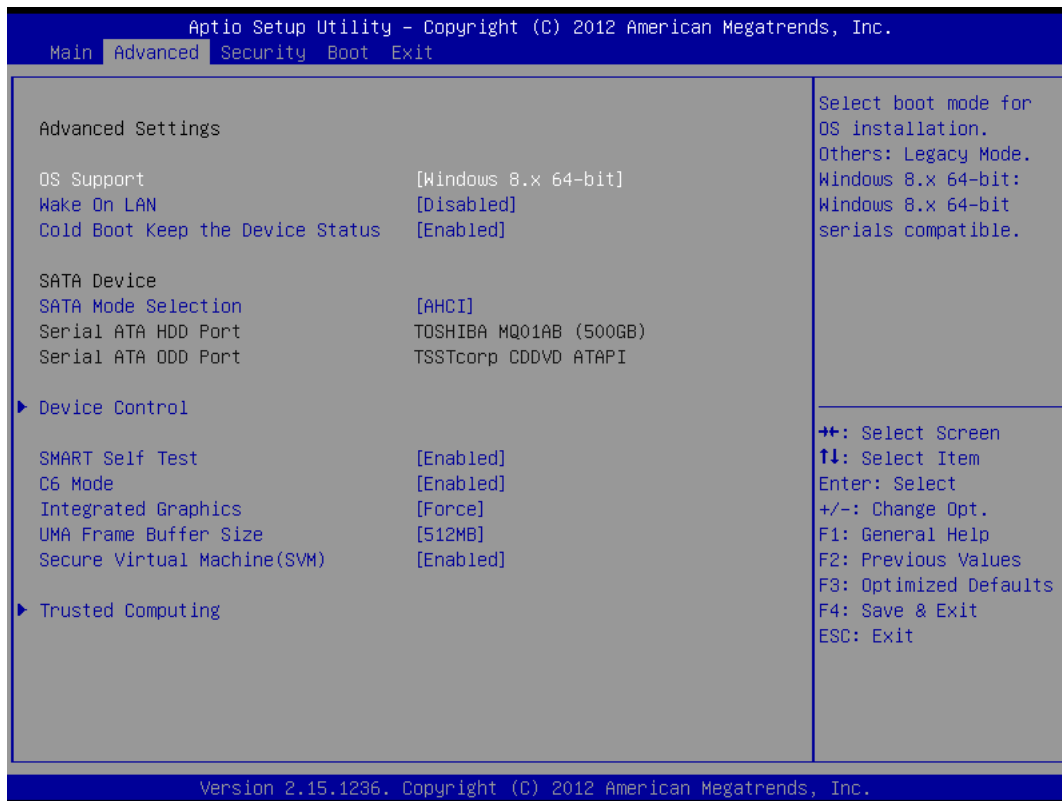 Aptio Setup Utility – Copyright (C) 2012 American Megatrends, Inc.
Main Advanced Security Boot Exit
Advanced Settings
OS Support [Windows 8.x 64-bit]
Wake On LAN [Disabled]
Cold Boot Keep the Device Status [Enabled]
SATA Device
SATA Mode Selection [AHCI]
Serial ATA HDD Port TOSHIBA MQ01AB (500GB)
Serial ATA ODD Port TSSTcorp CDDVD ATAPI
Device Control
SMART Self Test [Enabled]
C6 Mode [Enabled]
Integrated Graphics [Force]
UMA Frame Buffer Size [512MB]
Secure Virtual Machine(SVM) [Enabled]
Trusted Computing
Select boot mode for
OS installation.
Others: Legacy Mode.
Windows 8.x 64-bit:
Windows 8.x 64-bit
serials compatible.
→←: Select Screen
↑↓: Select Item
Enter: Select
+/-: Change Opt.
F1: General Help
F2: Previous Values
F3: Optimized Defaults
F4: Save & Exit
ESC: Exit
Version 2.15.1236. Copyright (C) 2012 American Megatrends, Inc.